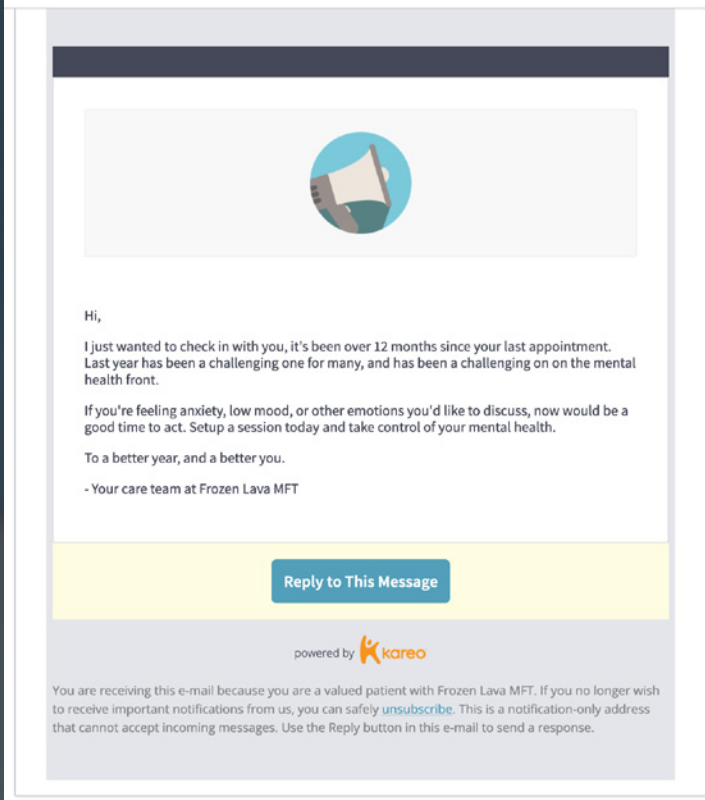 Hi,
I just wanted to check in with you, it's been over 12 months since your last appointment.
Last year has been a challenging one for many, and has been a challenging on on the mental
health front.
If you're feeling anxiety, low mood, or other emotions you'd like to discuss, now would be a
good time to act. Setup a session today and take control of your mental health.
To a better year, and a better you.
- Your care team at Frozen Lava MFT
Reply to This Message
powered by kareo
You are receiving this e-mail because you are a valued patient with Frozen Lava MFT. If you no longer wish
to receive important notifications from us, you can safely unsubscribe. This is a notification-only address
that cannot accept incoming messages. Use the Reply button in this e-mail to send a response.